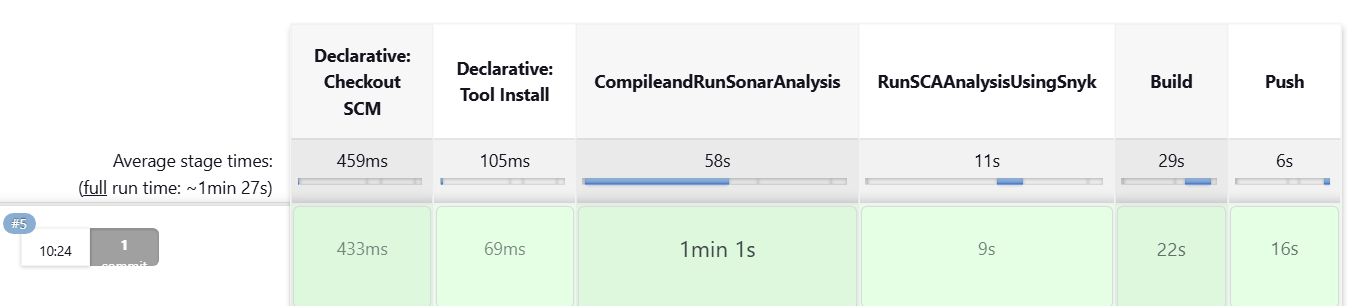 Declarative:
Checkout
SCM
Declarative:
Tool Install
CompileandRunSonarAnalysis
RunSCAAnalysisUsingSnyk
Build
Push
Average stage times:
(full run time: ~1min 27s)
459ms
105ms
58s
11s
29s
6s
#5
10:24
1
commit
433ms
69ms
1min 1s
9s
22s
16s